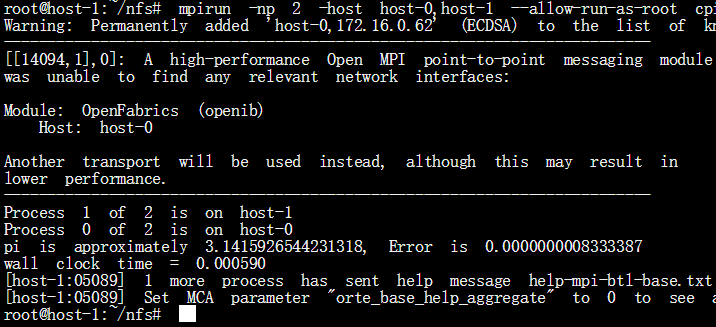 root@host-1:~/nfs# mpirun -np 2 -host host-0,host-1 --allow-run-as-root cpi
Warning: Permanently added 'host-0,172.16.0.62' (ECDSA) to the list of
--------------------------------------------------------------------------
[[14094,1],0]: A high-performance Open MPI point-to-point messaging module
was unable to find any relevant network interfaces:
Module: OpenFabrics (openib)
Host: host-0
Another transport will be used instead, although this may result in
lower performance.
--------------------------------------------------------------------------
Process 1 of 2 is on host-1
Process 0 of 2 is on host-0
pi is approximately 3.1415926544231318, Error is 0.0000000008333387
wall clock time = 0.000590
[host-1:05089] 1 more process has sent help message help-mpi-btl-base.txt
[host-1:05089] Set MCA parameter "orte_base_help_aggregate" to 0 to see
root@host-1:~/nfs#